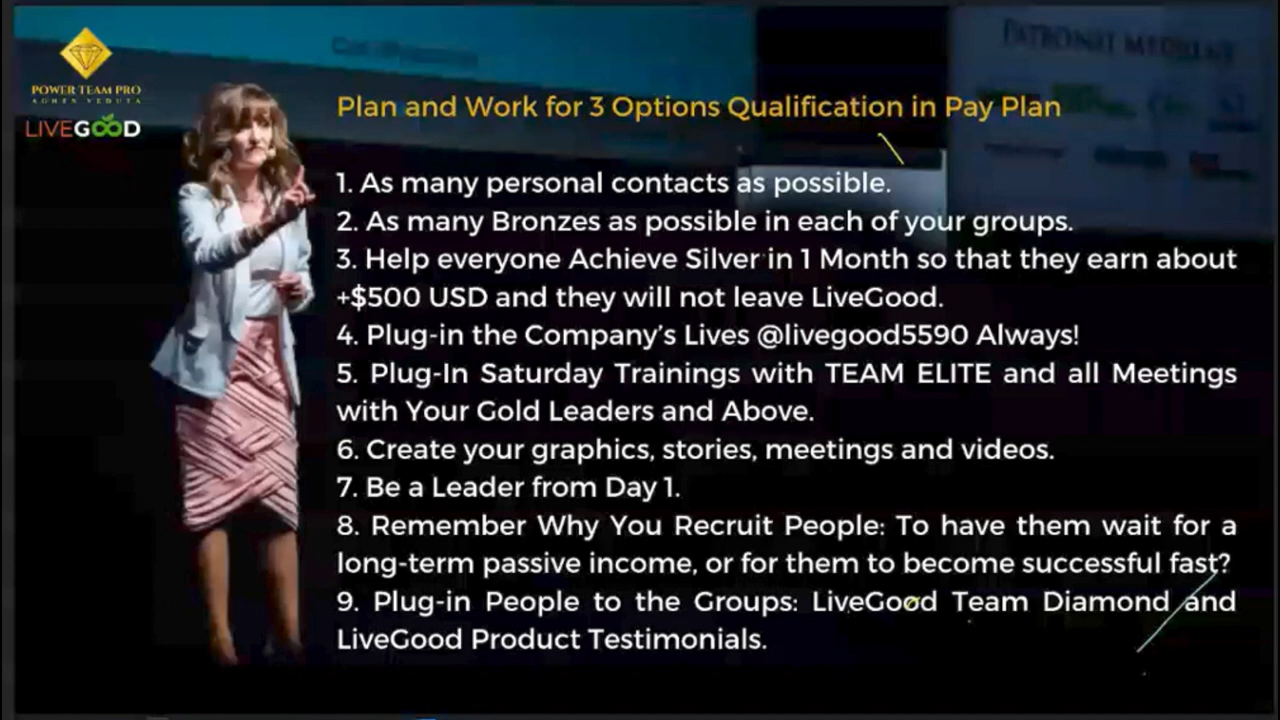 POWER TEAM PRO
AGHEN VEDUTA
LIVEGOOD
PATRONAT MEDIALNY
Plan and Work for 3 Options Qualification in Pay Plan
1. As many personal contacts as possible.
2. As many Bronzes as possible in each of your groups.
3. Help everyone Achieve Silver in 1 Month so that they earn about
+$500 USD and they will not leave LiveGood.
4. Plug-in the Company’s Lives @livegood5590 Always!
5. Plug-In Saturday Trainings with TEAM ELITE and all Meetings
with Your Gold Leaders and Above.
6. Create your graphics, stories, meetings and videos.
7. Be a Leader from Day 1.
8. Remember Why You Recruit People: To have them wait for a
long-term passive income, or for them to become successful fast?
9. Plug-in People to the Groups: LiveGood Team Diamond and
LiveGood Product Testimonials.